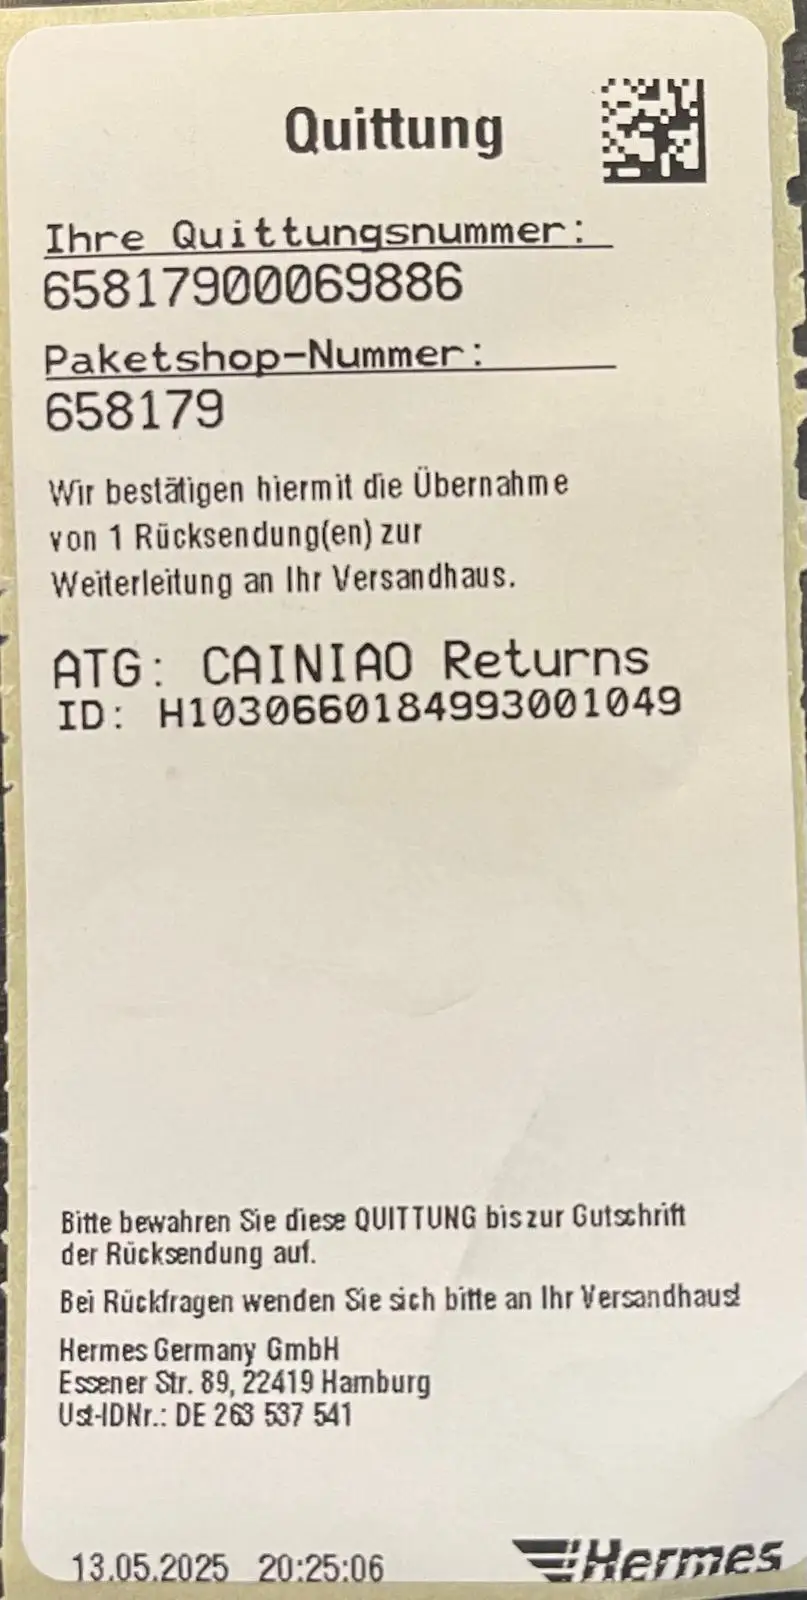 Quittung
Ihre Quittungsnummer:
65817900069886
Paketshop-Nummer:
658179
Wir bestätigen hiermit die Übernahme
von 1 Rücksendung(en) zur
Weiterleitung an Ihr Versandhaus.
ATG: CAINIAO Returns
ID: H1030660184993001049
Bitte bewahren Sie diese QUITTUNG bis zur Gutschrift
der Rücksendung auf.
Bei Rückfragen wenden Sie sich bitte an Ihr Versandhaus!
Hermes Germany GmbH
Essener Str. 89, 22419 Hamburg
Ust-IDNr.: DE 263 537 541
13.05.2025 20:25:06
Hermes